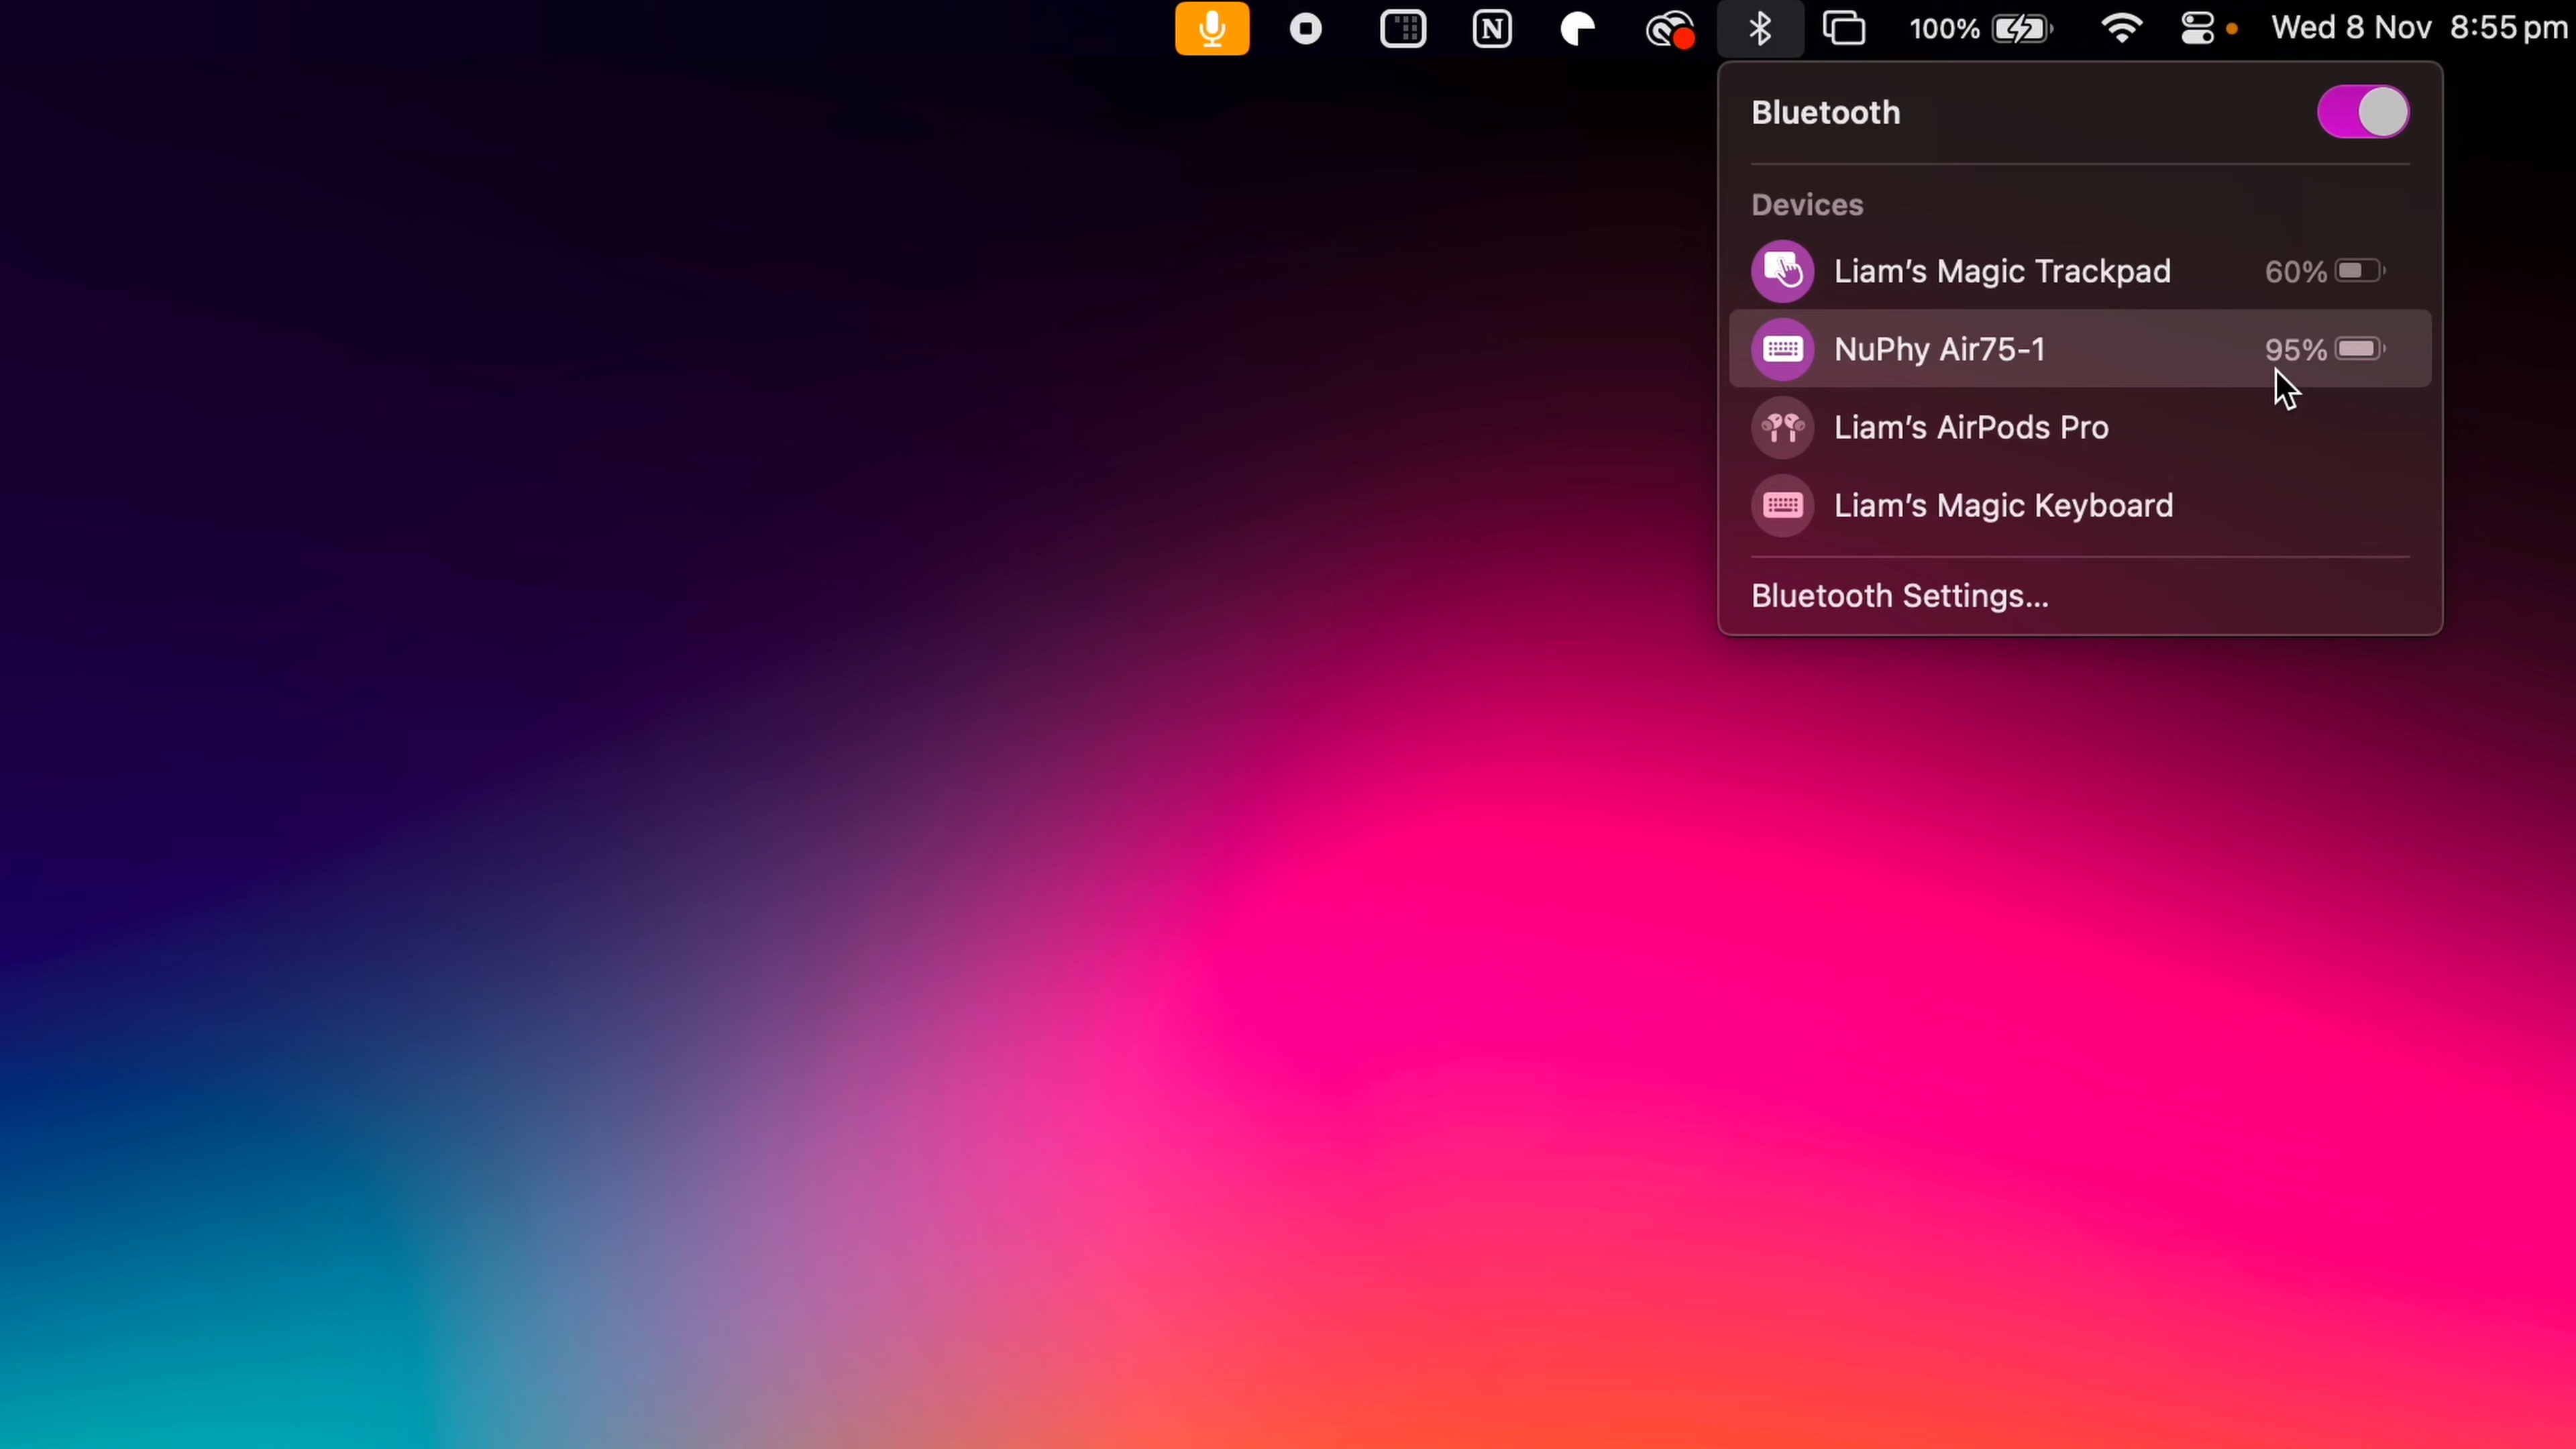 N 100% Wed 8 Nov 8:55 pm
Bluetooth
Devices
Liam's Magic Trackpad 60%
NuPhy Air75-1 95%
Liam's AirPods Pro
Liam's Magic Keyboard
Bluetooth Settings...